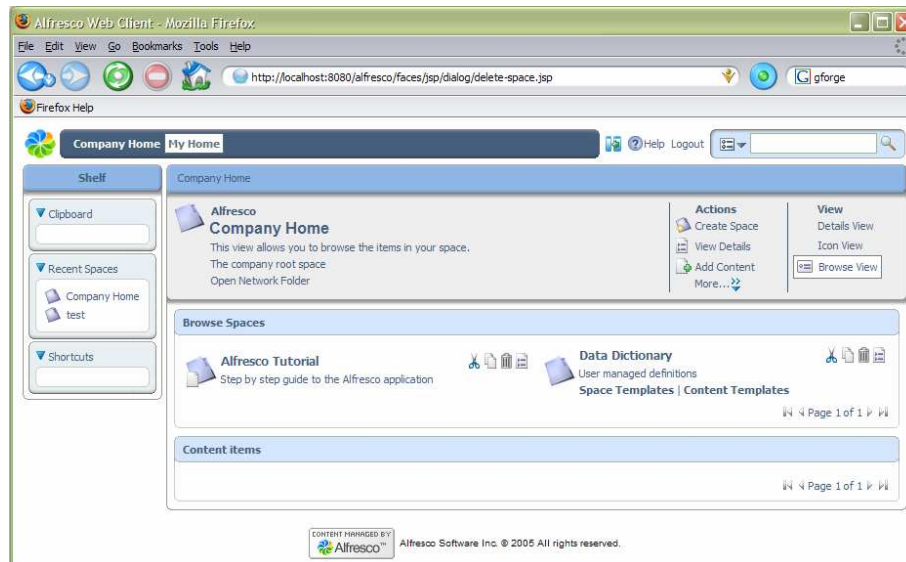 Alfresco Web Client - Mozilla Firefox
File Edit View Go Bookmarks Tools Help
http://localhost:8080/alfresco/faces/jsp/dialog/delete-space.jsp
gforge
Firefox Help
Company Home My Home
Help Logout
Shelf
Clipboard
Recent Spaces
Company Home
test
Shortcuts
Company Home
Alfresco
Company Home
This view allows you to browse the items in your space.
The company root space
Open Network Folder
Actions
Create Space
View Details
Add Content
More...
View
Details View
Icon View
Browse View
Browse Spaces
Alfresco Tutorial
Step by step guide to the Alfresco application
Data Dictionary
User managed definitions
Space Templates | Content Templates
Page 1 of 1
Content items
Page 1 of 1
CONTENT MANAGED BY
Alfresco™
Alfresco Software Inc. © 2005 All rights reserved.